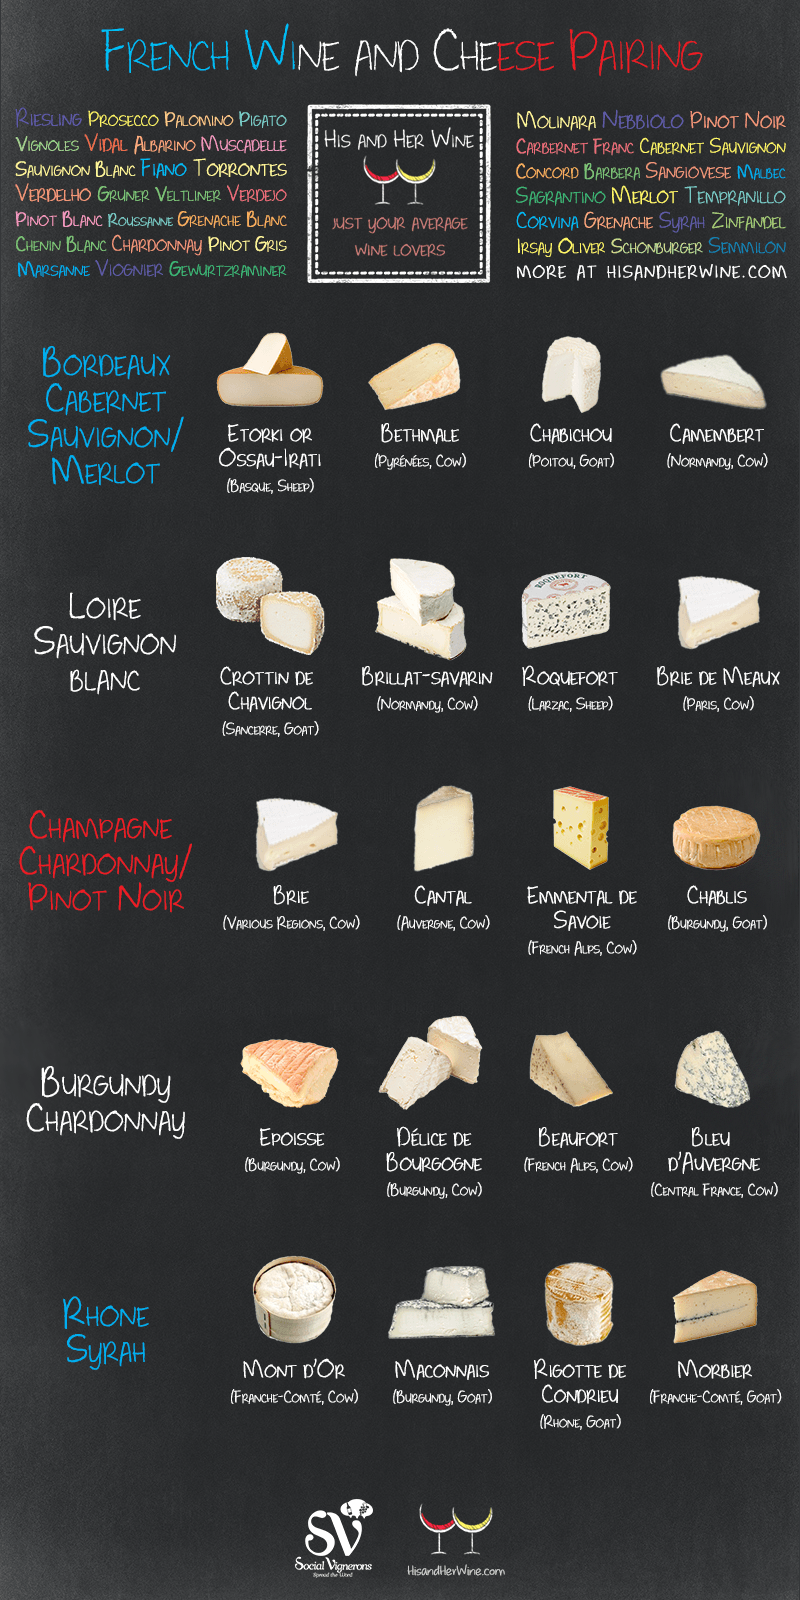 French Wine and Cheese Pairing
Riesling Prosecco Palomino Pigato
Vignoles Vidal Albarino Muscadelle
Sauvignon Blanc Fiano Torrontes
Verdelho Gruner Veltliner Verdejo
Pinot Blanc Roussanne Grenache Blanc
Chenin Blanc Chardonnay Pinot Gris
Marsanne Viognier Gewurtzraminer
His and Her Wine
just your average
wine lovers
Molinara Nebbiolo Pinot Noir
Carbernet Franc Cabernet Sauvignon
Concord Barbera Sangiovese Malbec
Sagrantino Merlot Tempranillo
Corvina Grenache Syrah Zinfandel
Irsay Oliver Schonburger Semmilon
more at hisandherwine.com
Bordeaux
Cabernet
Sauvignon/
Merlot
Etorki or
Ossau-Irati
(Basque, Sheep)
Bethmale
(Pyrénées, Cow)
Chabichou
(Poitou, Goat)
Camembert
(Normandy, Cow)
Loire
Sauvignon
blanc
Crottin de
Chavignol
(Sancerre, Goat)
Brillat-savarin
(Normandy, Cow)
ROQUEFORT
Roquefort
(Larzac, Sheep)
Brie de Meaux
(Paris, Cow)
Champagne
Chardonnay/
Pinot Noir
Brie
(Various Regions, Cow)
Cantal
(Auvergne, Cow)
Emmental de
Savoie
(French Alps, Cow)
Chablis
(Burgundy, Goat)
Burgundy
Chardonnay
Epoisse
(Burgundy, Cow)
Délice de
Bourgogne
(Burgundy, Cow)
Beaufort
(French Alps, Cow)
Bleu
d'Auvergne
(Central France, Cow)
Rhone
Syrah
Mont d'Or
(Franche-Comté, Cow)
Maconnais
(Burgundy, Goat)
Rigotte de
Condrieu
(Rhone, Goat)
Morbier
(Franche-Comté, Goat)
SV
Social Vignerons
Spread the Word
HisandHerWine.com